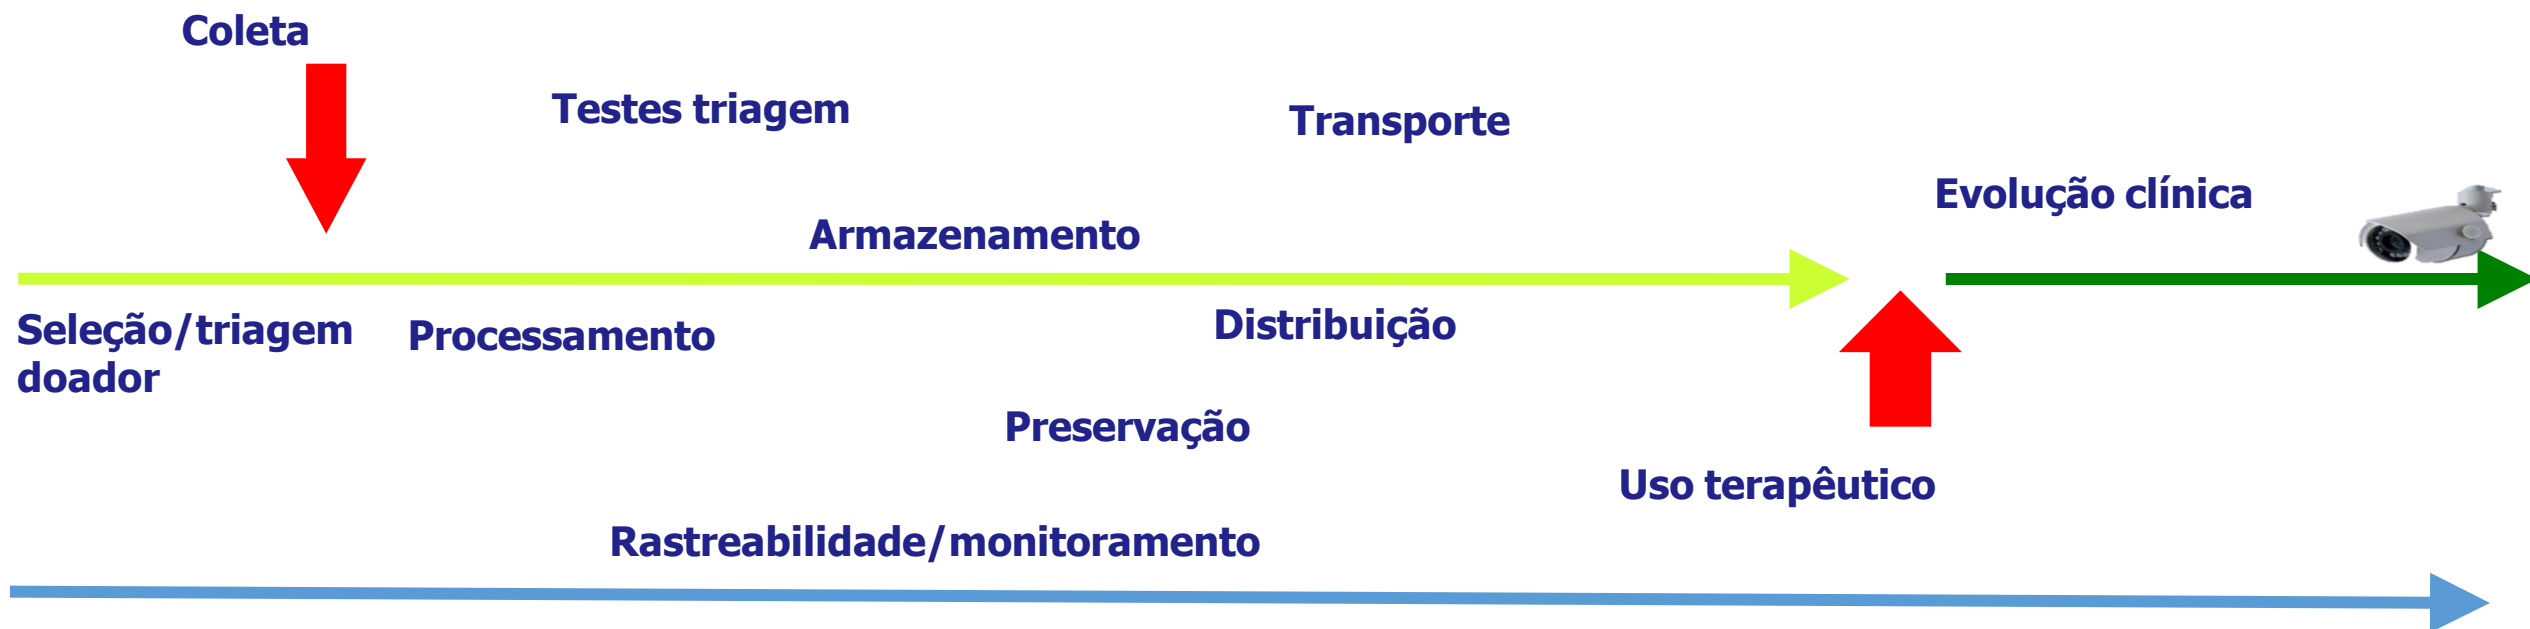 Coleta
Testes triagem
Transporte
Evolução clínica
Armazenamento
Seleção/triagem
doador
Processamento
Distribuição
Preservação
Uso terapêutico
Rastreabilidade/monitoramento